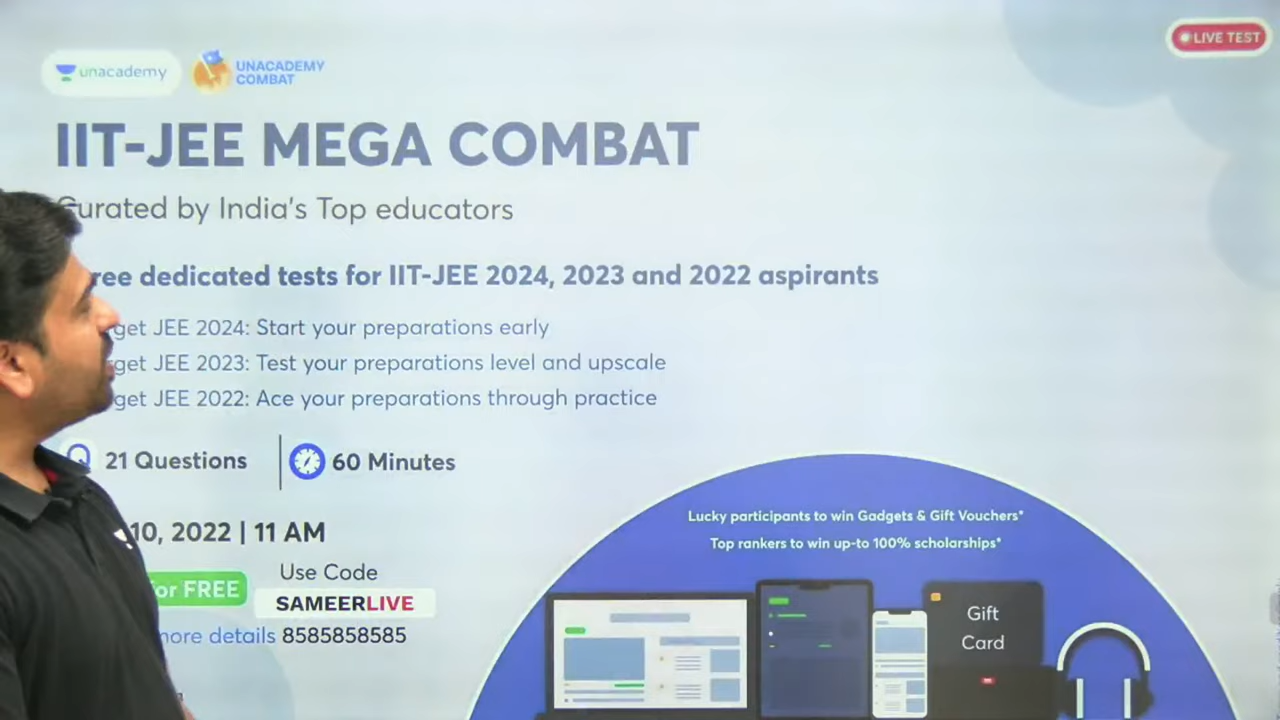 LIVE TEST
unacademy
UNACADEMY
COMBAT
IIT-JEE MEGA COMBAT
Curated by India's Top educators
ree dedicated tests for IIT-JEE 2024, 2023 and 2022 aspirants
get JEE 2024: Start your preparations early
get JEE 2023: Test your preparations level and upscale
get JEE 2022: Ace your preparations through practice
21 Questions
60 Minutes
10, 2022 | 11 AM
or FREE
Use Code
SAMEERLIVE
more details 8585858585
Lucky participants to win Gadgets & Gift Vouchers*
Top rankers to win up-to 100% scholarships*
Gift
Card